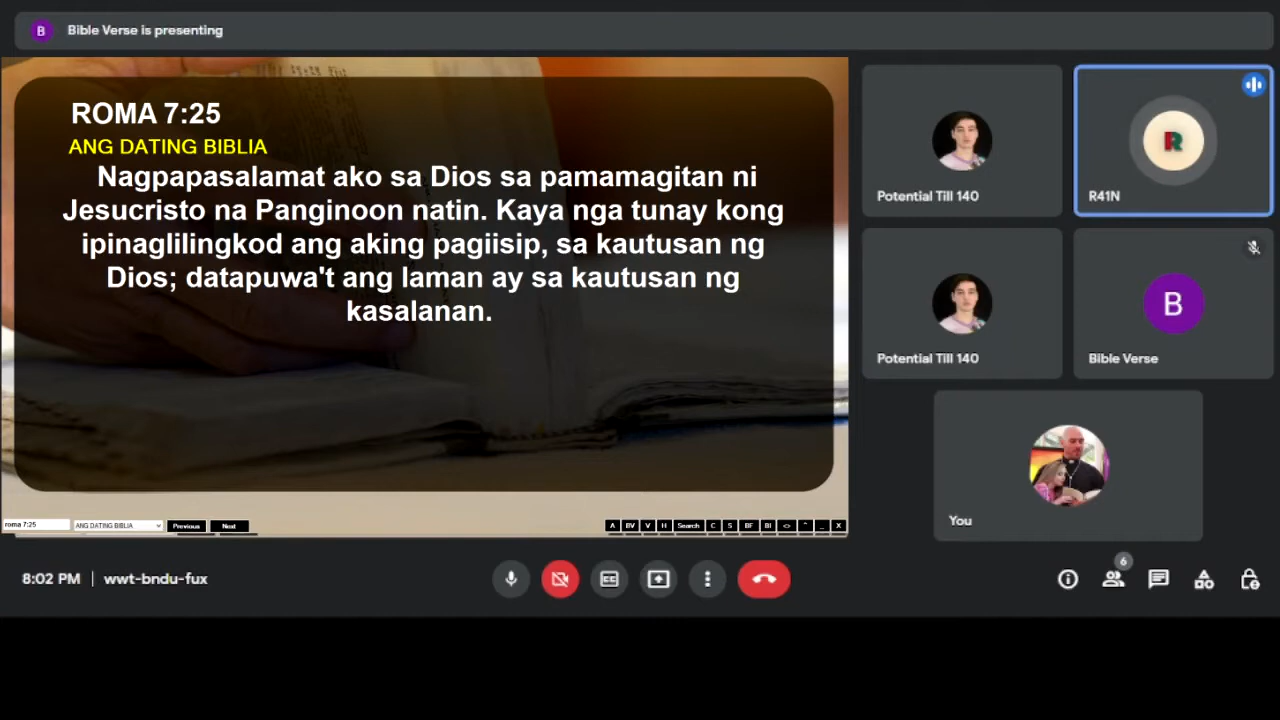 B
Bible Verse is presenting
ROMA 7:25
ANG DATING BIBLIA
Nagpapasalamat ako sa Dios sa pamamagitan ni
Jesucristo na Panginoon natin. Kaya nga tunay kong
ipinaglilingkod ang aking pagiisip, sa kautusan ng
Dios; datapuwa't ang laman ay sa kautusan ng
kasalanan.
roma 7:25
ANG DATING BIBLIA
Previous
Next
A BV V H Search C S BF BI <> ^ _ X
Potential Till 140
R
R41N
Potential Till 140
B
Bible Verse
You
8:02 PM | wwt-bndu-fux
CC
6